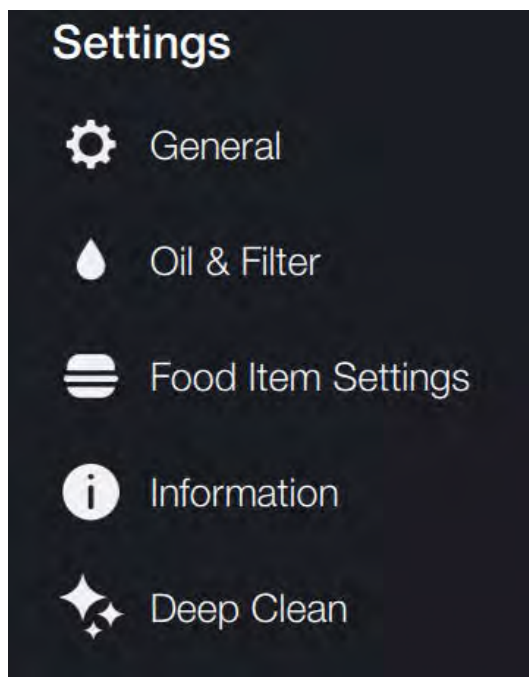 Settings
General
Oil & Filter
Food Item Settings
Information
Deep Clean